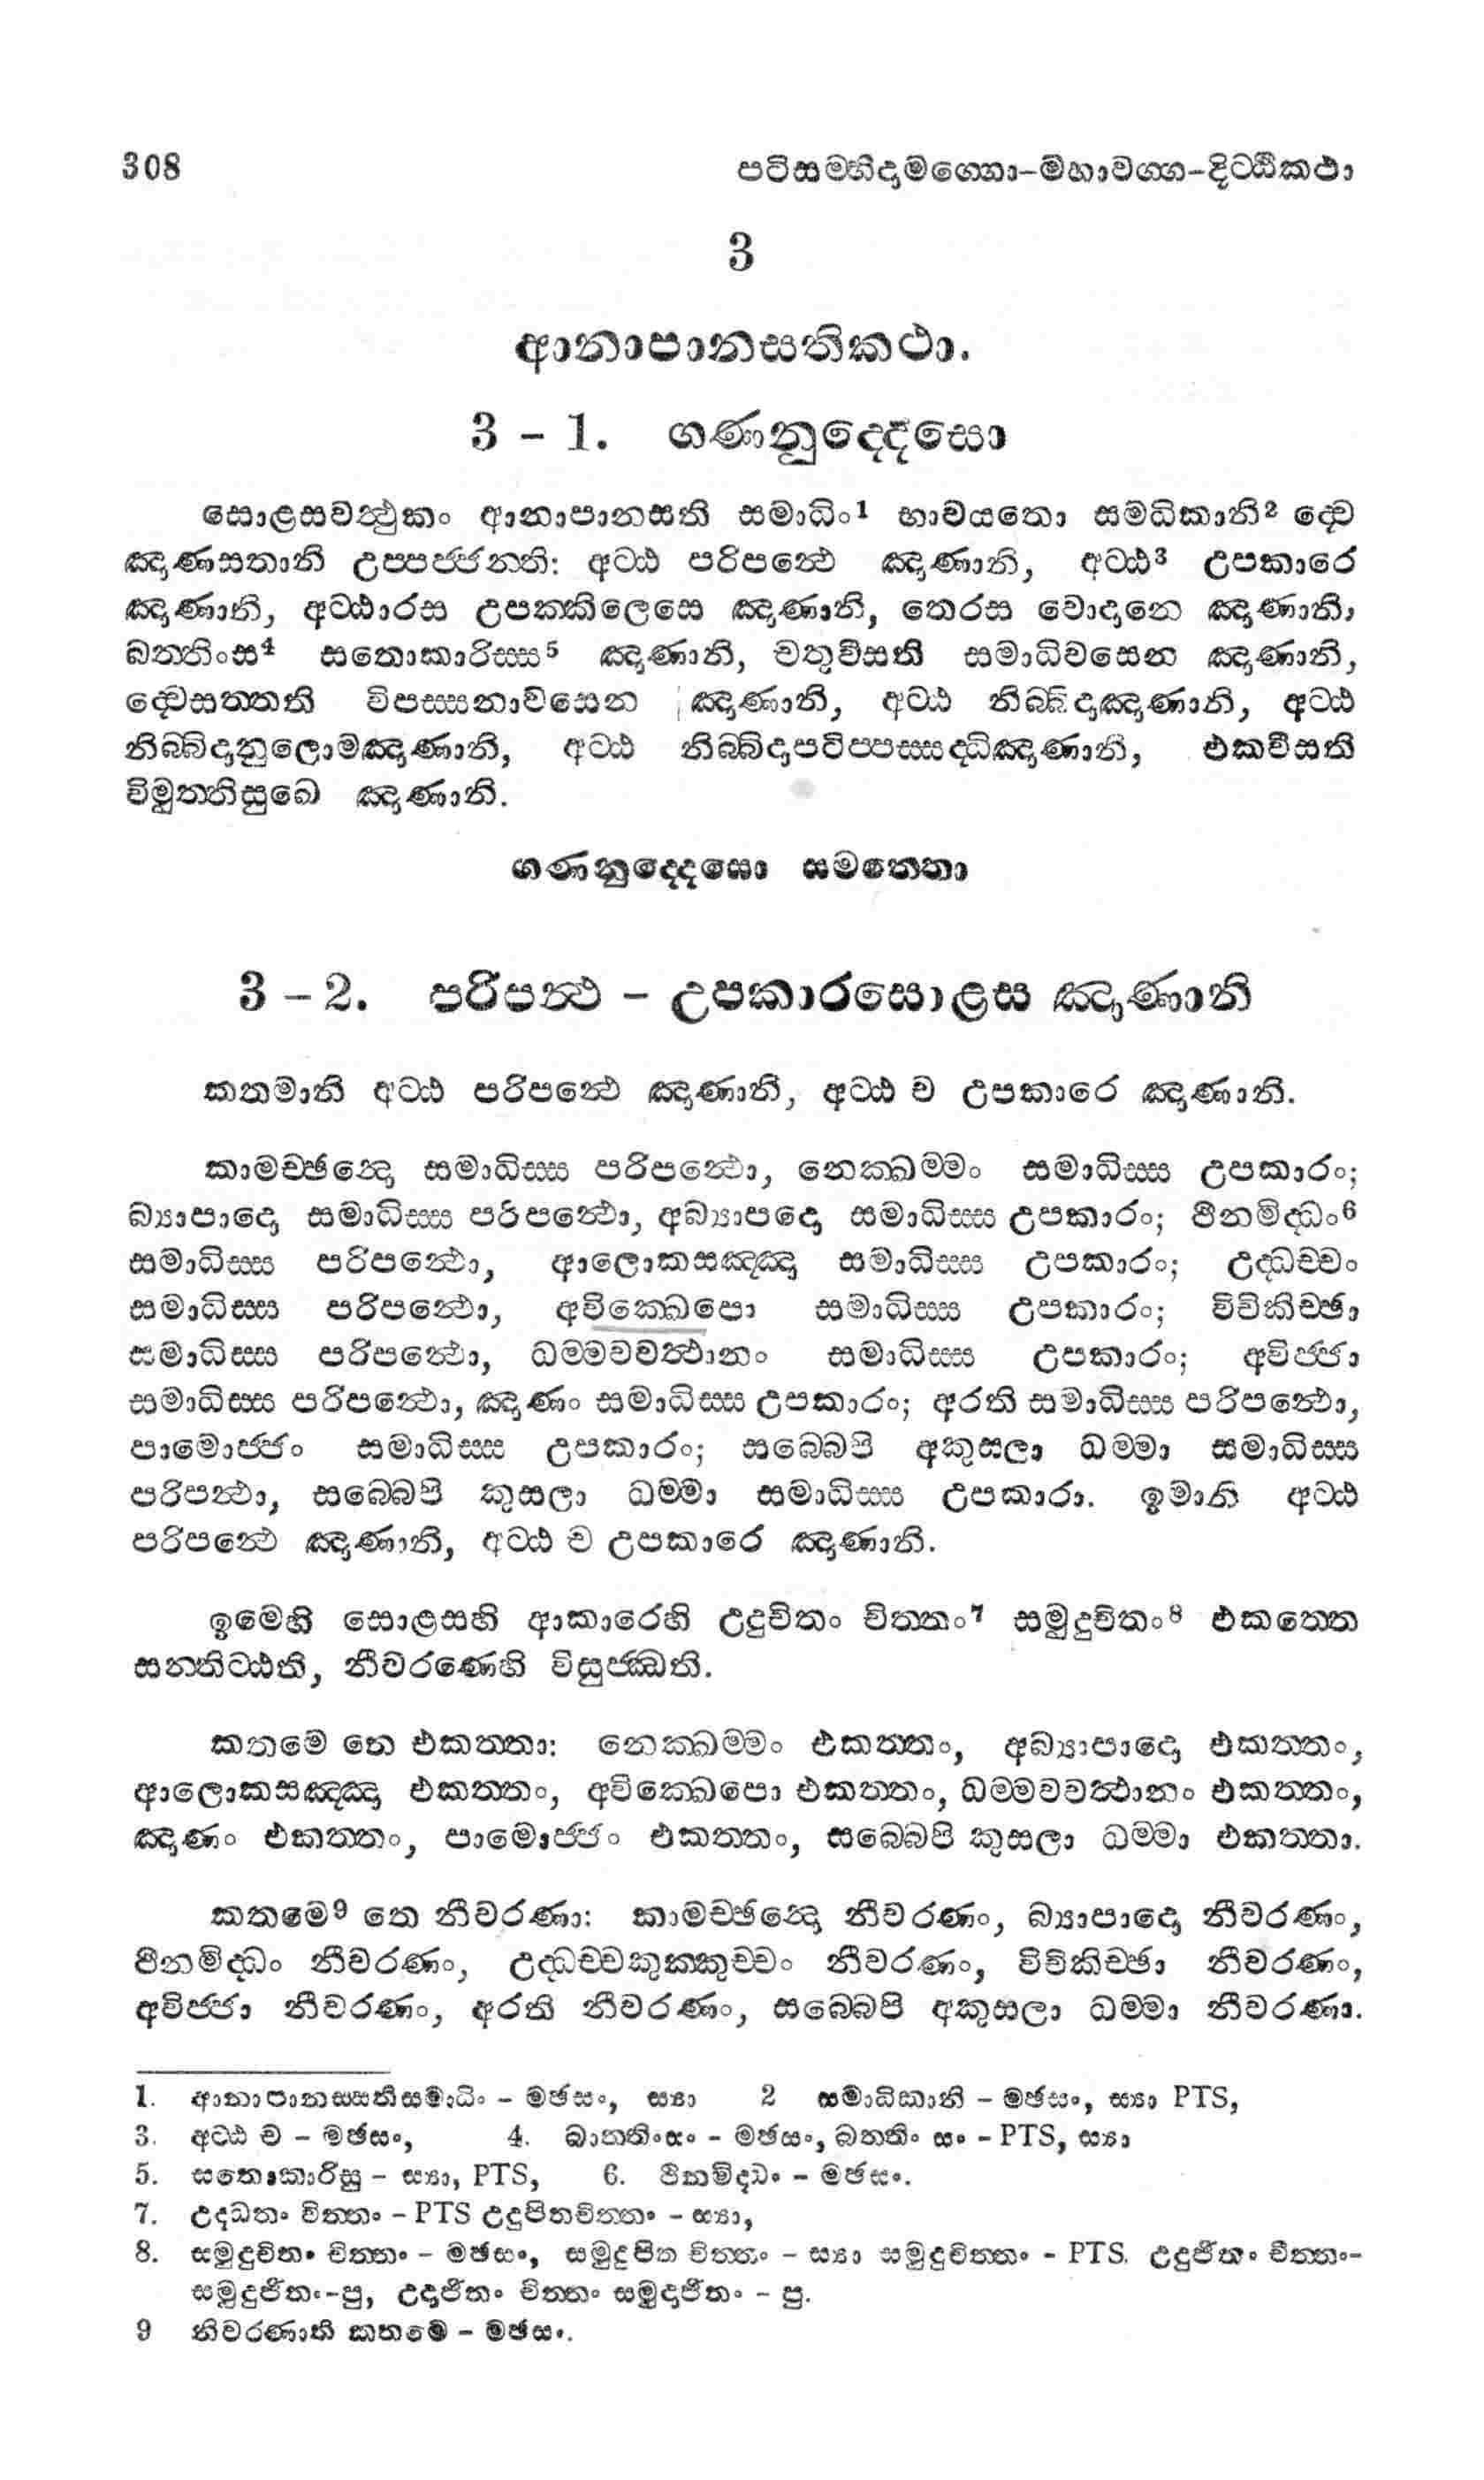 308 පටිසම්භිදාමග්ගො-මහාවග්ග-දිට්ඨිකථා
3
ආනාපානසතිකථා.
3 - 1. ගණනුද්දෙසො
සොළසවත්ථුකං ආනාපානසති සමාධිං1 භාවයතො සමධිකානි2 ද්වෙ
ඤාණසතානි උප්පජ්ජන්ති: අට්ඨ පරිපන්ථෙ ඤාණානි, අට්ඨ3 උපකාරෙ
ඤාණානි, අට්ඨාරස උපක්කිලෙසෙ ඤාණානි, තෙරස වොදානෙ ඤාණානි,
බත්තිංස4 සතොකාරිස්ස5 ඤාණානි, චතුවීසති සමාධිවසෙන ඤාණානි,
ද්වෙසත්තති විපස්සනාවසෙන ඤාණානි, අට්ඨ නිබ්බිදාඤාණානි, අට්ඨ
නිබ්බිදානුලොමඤාණානි, අට්ඨ නිබ්බිදාපටිප්පස්සද්ධිඤාණානි, එකවීසති
විමුත්තිසුඛෙ ඤාණානි.
ගණනුද්දෙසො සමත්තො
3 - 2. පරිපන්ථ - උපකාරසොළස ඤාණානි
කතමානි අට්ඨ පරිපන්ථෙ ඤාණානි, අට්ඨ ච උපකාරෙ ඤාණානි.
කාමච්ඡන්දො සමාධිස්ස පරිපන්ථො, නෙක්ඛම්මං සමාධිස්ස උපකාරං;
බ්‍යාපාදො සමාධිස්ස පරිපන්ථො, අබ්‍යාපදො සමාධිස්ස උපකාරං; ථීනමිද්ධං6
සමාධිස්ස පරිපන්ථො, ආලොකසඤ්ඤා සමාධිස්ස උපකාරං; උද්ධච්චං
සමාධිස්ස පරිපන්ථො, අවික්ඛෙපො සමාධිස්ස උපකාරං; විචිකිච්ඡා
සමාධිස්ස පරිපන්ථො, ධම්මවවත්ථානං සමාධිස්ස උපකාරං; අවිජ්ජා
සමාධිස්ස පරිපන්ථො, ඤාණං සමාධිස්ස උපකාරං; අරති සමාධිස්ස පරිපන්ථො,
පාමොජ්ජං සමාධිස්ස උපකාරං; සබ්බෙපි අකුසලා ධම්මා සමාධිස්ස
පරිපන්ථා, සබ්බෙපි කුසලා ධම්මා සමාධිස්ස උපකාරා. ඉමානි අට්ඨ
පරිපන්ථෙ ඤාණානි, අට්ඨ ච උපකාරෙ ඤාණානි.
ඉමෙහි සොළසහි ආකාරෙහි උදුචිතං චිත්තං7 සමුදුචිතං8 එකත්තෙ
සන්තිට්ඨති, නීවරණෙහි විසුජ්ඣති.
කතමෙ තෙ එකත්තා: නෙක්ඛම්මං එකත්තං, අබ්‍යාපාදො එකත්තං,
ආලොකසඤ්ඤා එකත්තං, අවික්ඛෙපො එකත්තං, ධම්මවවත්ථානං එකත්තං,
ඤාණං එකත්තං, පාමොජ්ජං එකත්තං, සබ්බෙපි කුසලා ධම්මා එකත්තා.
කතමෙ9 තෙ නීවරණා: කාමච්ඡන්දො නීවරණං, බ්‍යාපාදො නීවරණං,
ථීනමිද්ධං නීවරණං, උද්ධච්චකුක්කුච්චං නීවරණං, විචිකිච්ඡා නීවරණං,
අවිජ්ජා නීවරණං, අරති නීවරණං, සබ්බෙපි අකුසලා ධම්මා නීවරණා.
1. ආනාපානස්සතිසමාධිං - මඡසං, ස්‍යා 2 සමාධිකානි - මඡසං, ස්‍යා PTS,
3. අට්ඨ ච - මඡසං, 4. බාත්තිංසං - මඡසං, බත්තිං සං - PTS, ස්‍යා
5. සතොකාරිසු - ස්‍යා, PTS, 6. ථිනමිද්ධං - මඡසං.
7. උද්ධතං චිත්තං - PTS උදුපිතචිත්තං - ස්‍යා,
8. සමුදුචිතං චිත්තං - මඡසං, සමුදුපිත චිත්තං - ස්‍යා සමුදුචිත්තං - PTS. උදුජිතං චිත්තං-
සමුදුජිතං-පු, උදාජිතං චිත්තං සමුදාජිතං - පු.
9 නිවරණාති කතමෙ - මඡසං.